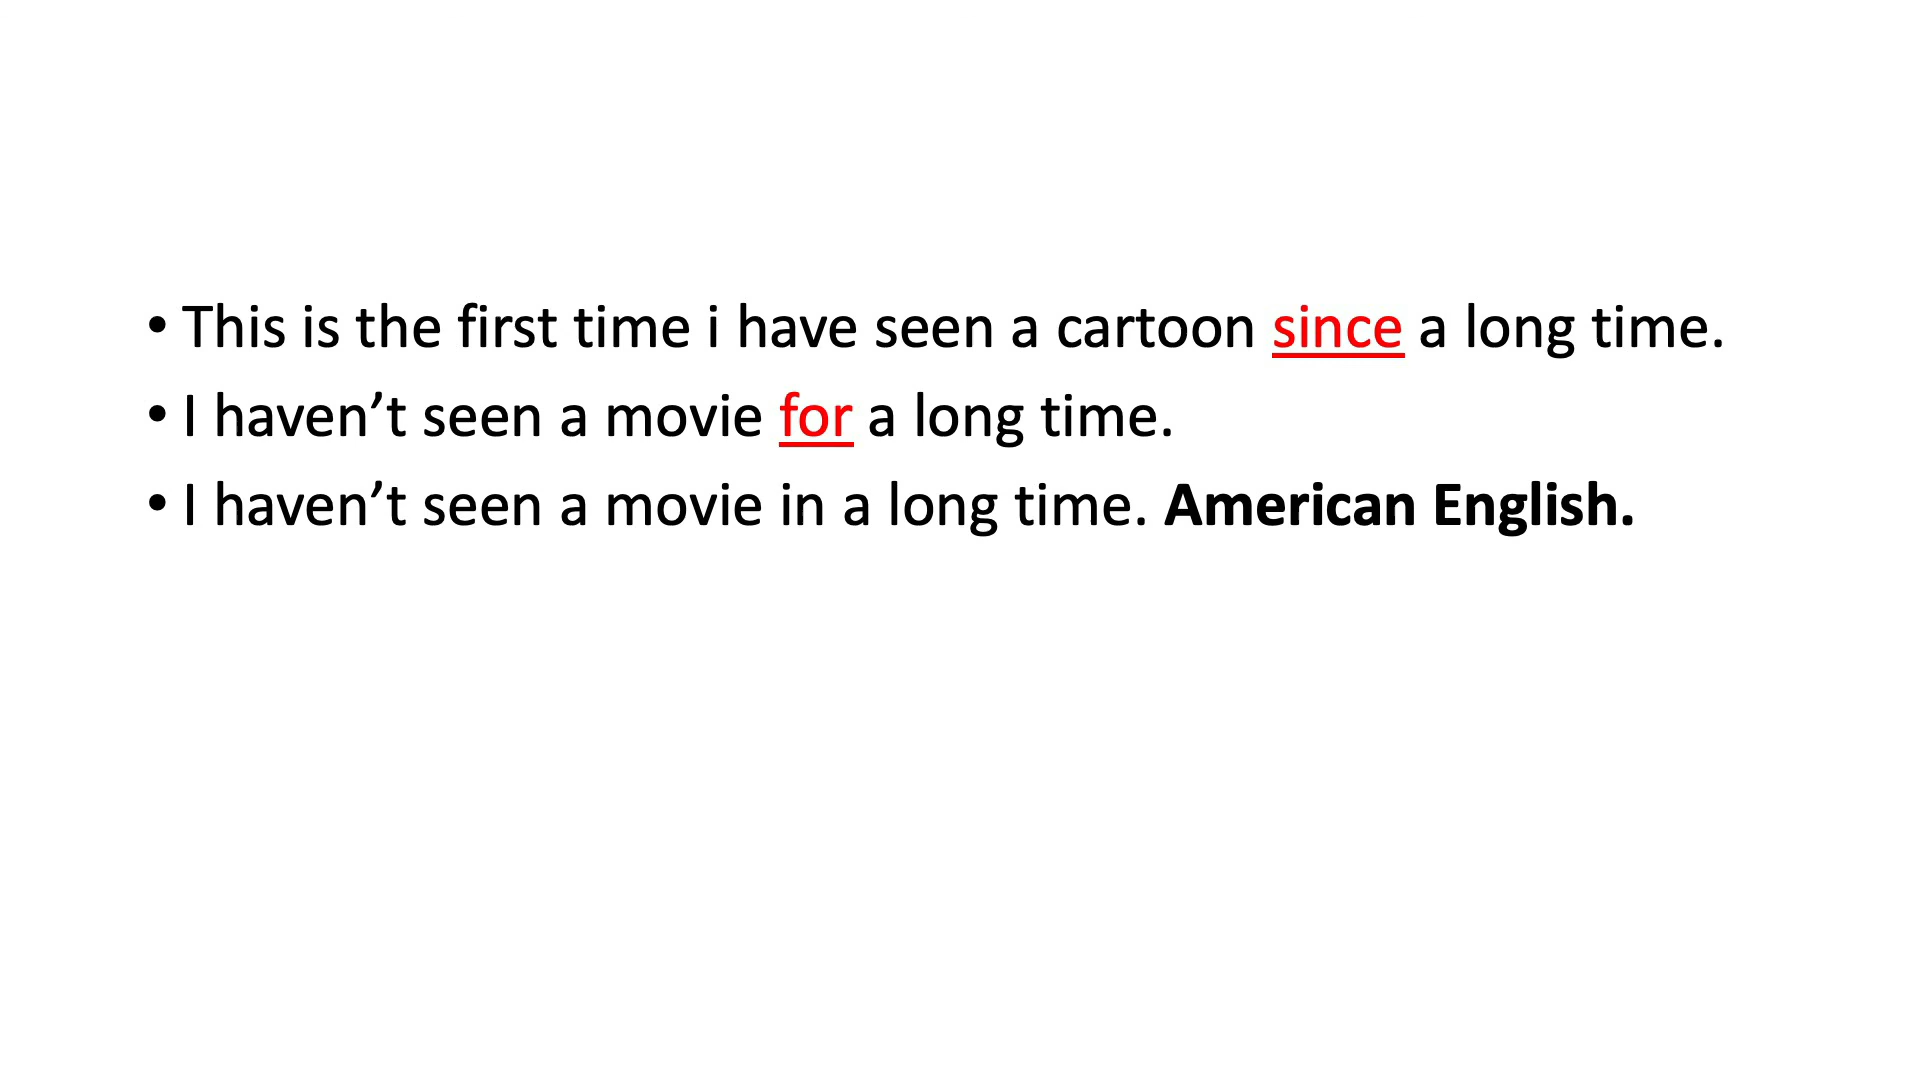 • This is the first time i have seen a cartoon since a long time.
• I haven’t seen a movie for a long time.
• I haven’t seen a movie in a long time. American English.